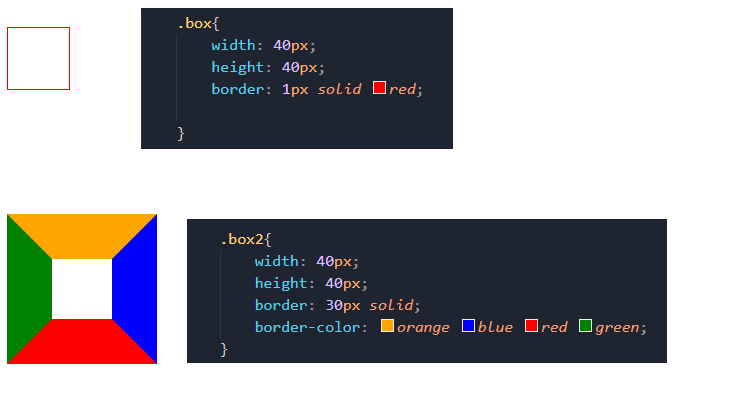 .box{
width: 40px;
height: 40px;
border: 1px solid red;
}
.box2{
width: 40px;
height: 40px;
border: 30px solid;
border-color: orange blue red green;
}